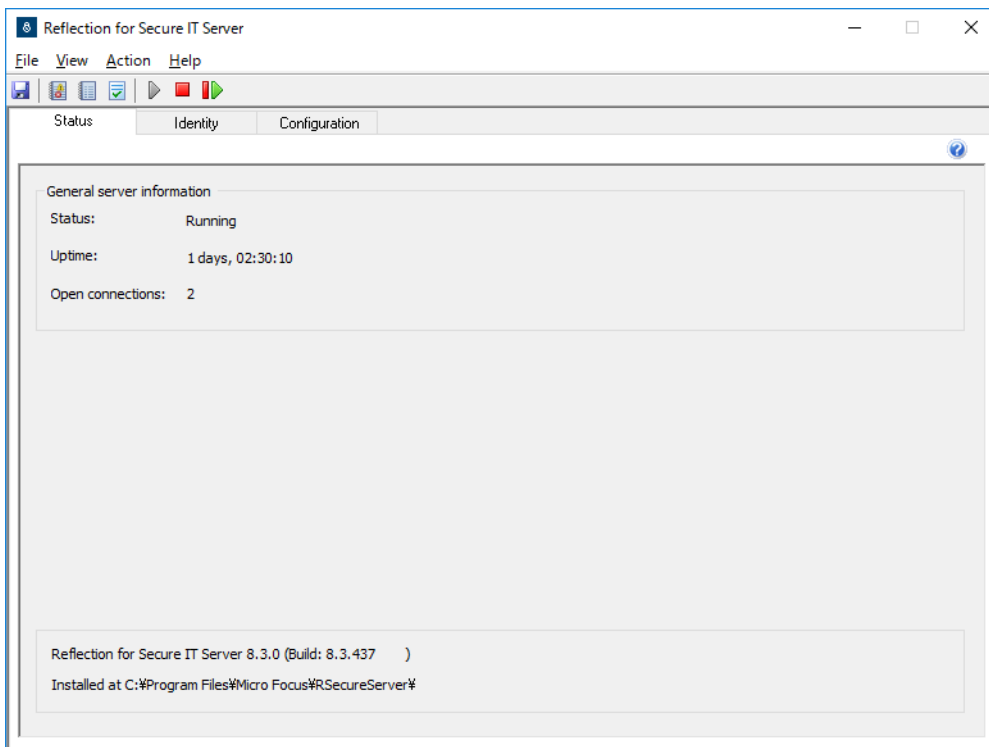 Reflection for Secure IT Server
File View Action Help
Status Identity Configuration
General server information
Status: Running
Uptime: 1 days, 02:30:10
Open connections: 2
Reflection for Secure IT Server 8.3.0 (Build: 8.3.437 )
Installed at C:¥Program Files¥Micro Focus¥RSecureServer¥